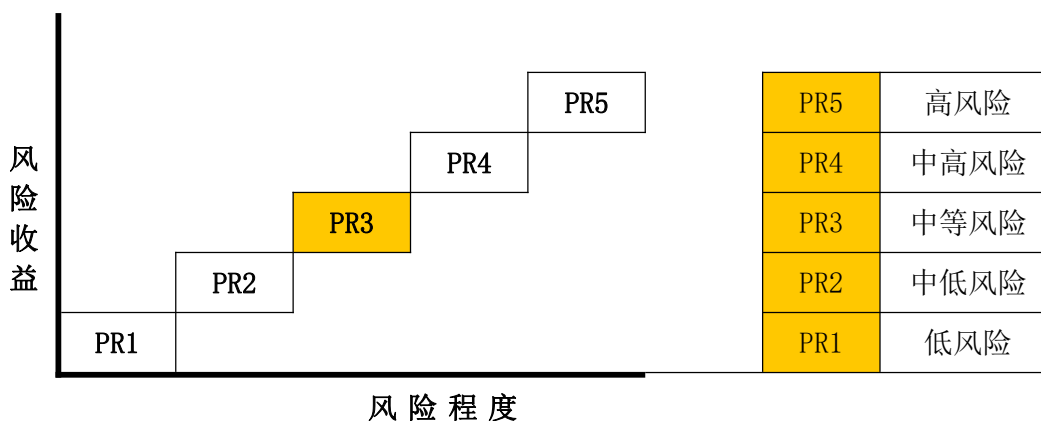 风险收益
PR5
PR4
PR3
PR2
PR1
风险程度
PR5 高风险
PR4 中高风险
PR3 中等风险
PR2 中低风险
PR1 低风险